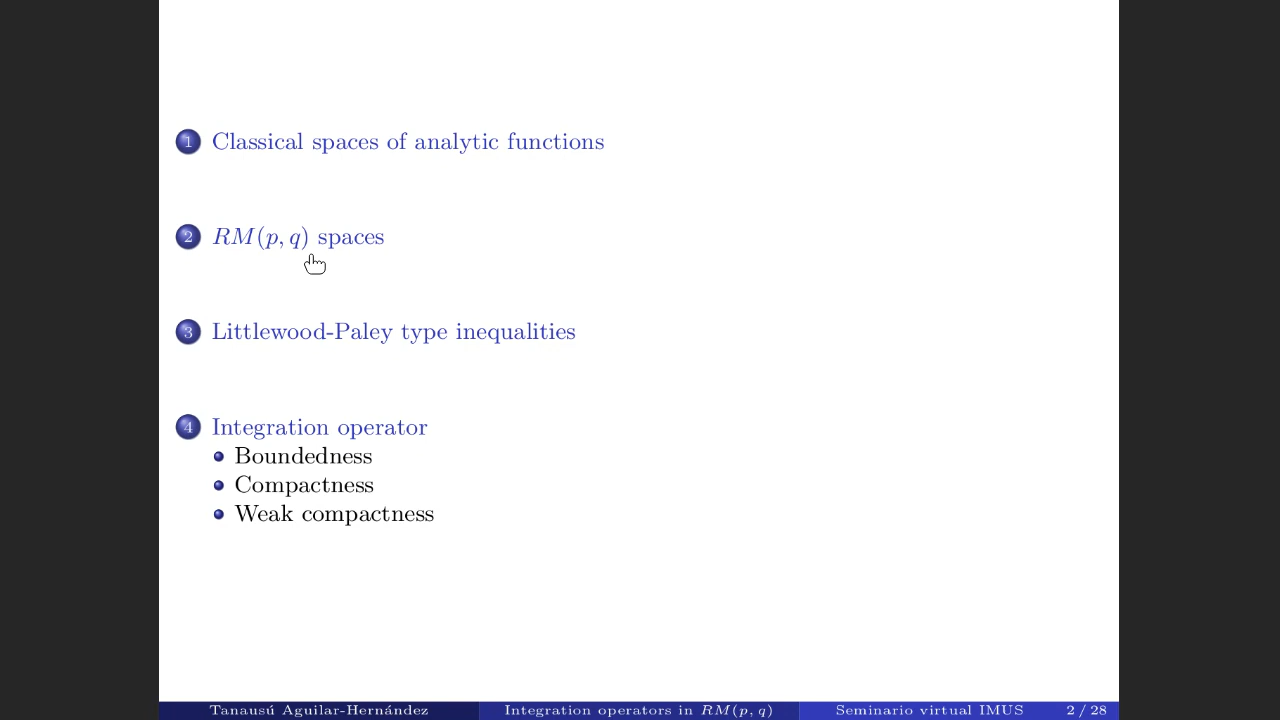 1 Classical spaces of analytic functions
2 RM(p, q) spaces
3 Littlewood-Paley type inequalities
4 Integration operator
Boundedness
Compactness
Weak compactness
Tanausú Aguilar-Hernández Integration operators in RM(p, q) Seminario virtual IMUS 2 / 28